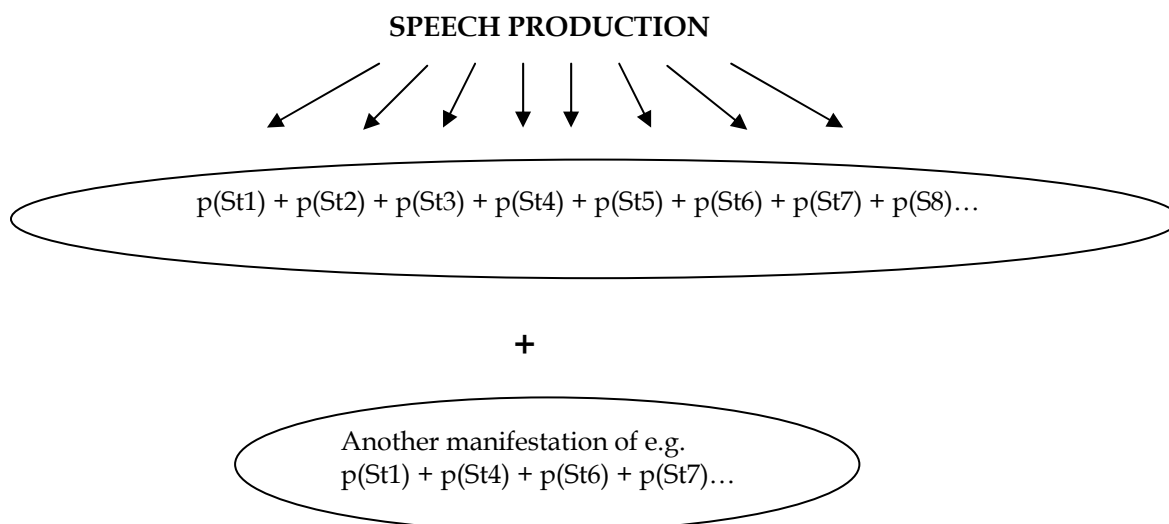 SPEECH PRODUCTION
p(St1) + p(St2) + p(St3) + p(St4) + p(St5) + p(St6) + p(St7) + p(S8)…
+
Another manifestation of e.g.
p(St1) + p(St4) + p(St6) + p(St7)…